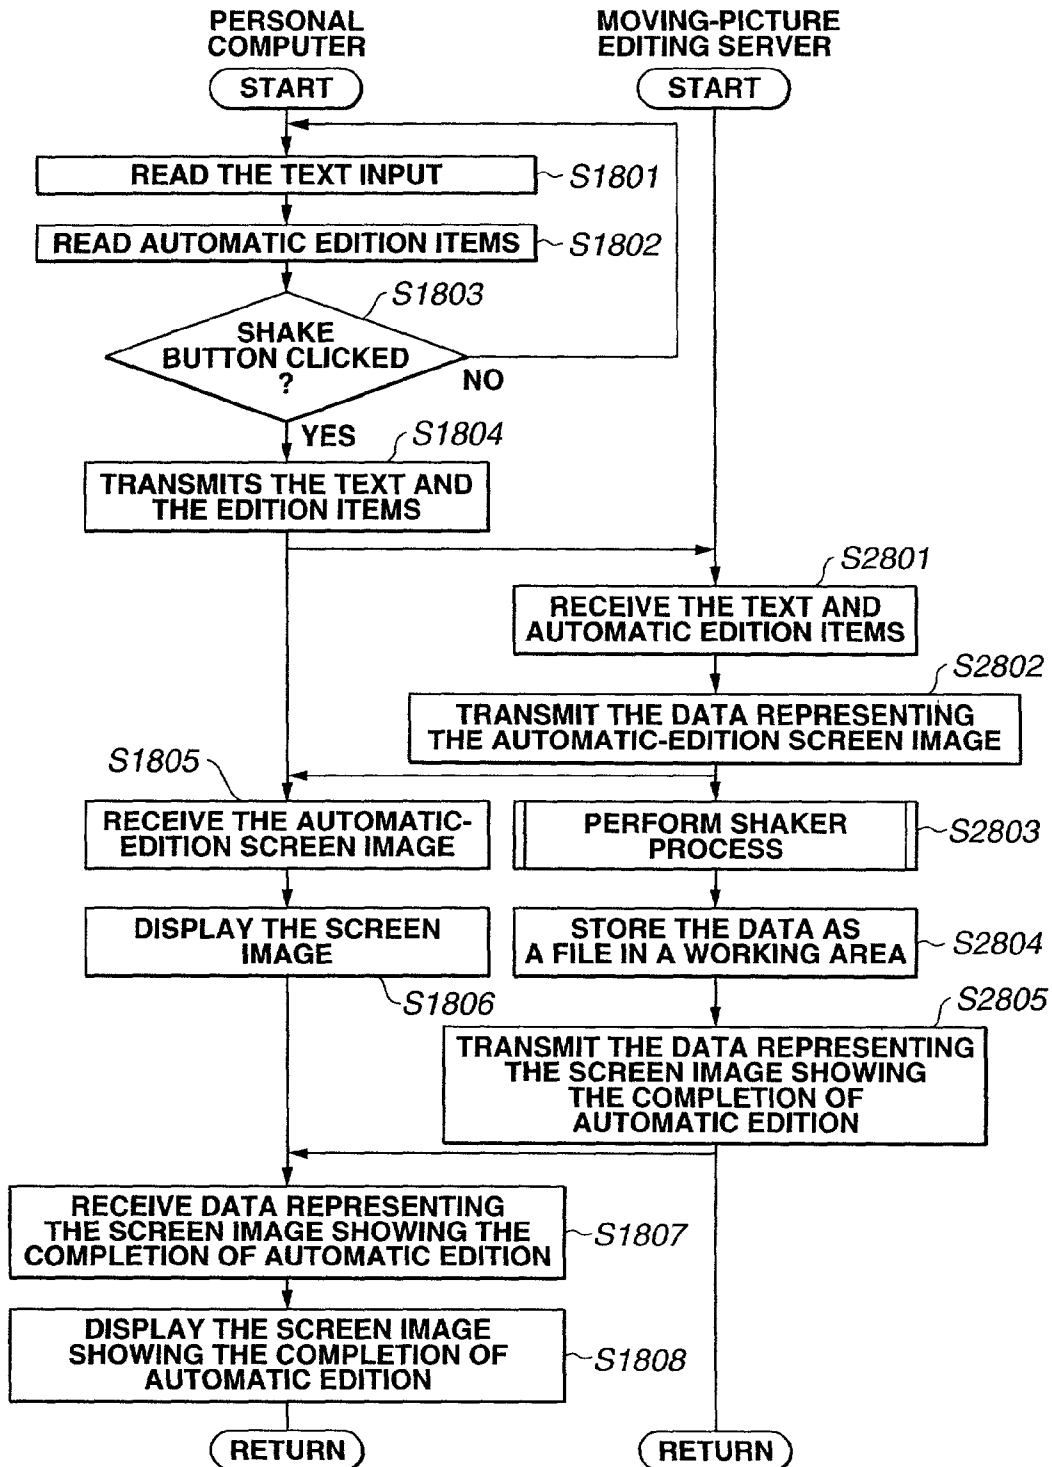 PERSONAL
COMPUTER
MOVING-PICTURE
EDITING SERVER
START
START
READ THE TEXT INPUT
S1801
READ AUTOMATIC EDITION ITEMS
S1802
S1803
SHAKE
BUTTON CLICKED
?
NO
YES
S1804
TRANSMITS THE TEXT AND
THE EDITION ITEMS
S2801
RECEIVE THE TEXT AND
AUTOMATIC EDITION ITEMS
S2802
TRANSMIT THE DATA REPRESENTING
THE AUTOMATIC-EDITION SCREEN IMAGE
S1805
RECEIVE THE AUTOMATIC-
EDITION SCREEN IMAGE
PERFORM SHAKER
PROCESS
S2803
DISPLAY THE SCREEN
IMAGE
S1806
STORE THE DATA AS
A FILE IN A WORKING AREA
S2804
S2805
TRANSMIT THE DATA REPRESENTING
THE SCREEN IMAGE SHOWING
THE COMPLETION OF
AUTOMATIC EDITION
RECEIVE DATA REPRESENTING
THE SCREEN IMAGE SHOWING THE
COMPLETION OF AUTOMATIC EDITION
S1807
DISPLAY THE SCREEN IMAGE
SHOWING THE COMPLETION OF
AUTOMATIC EDITION
S1808
RETURN
RETURN